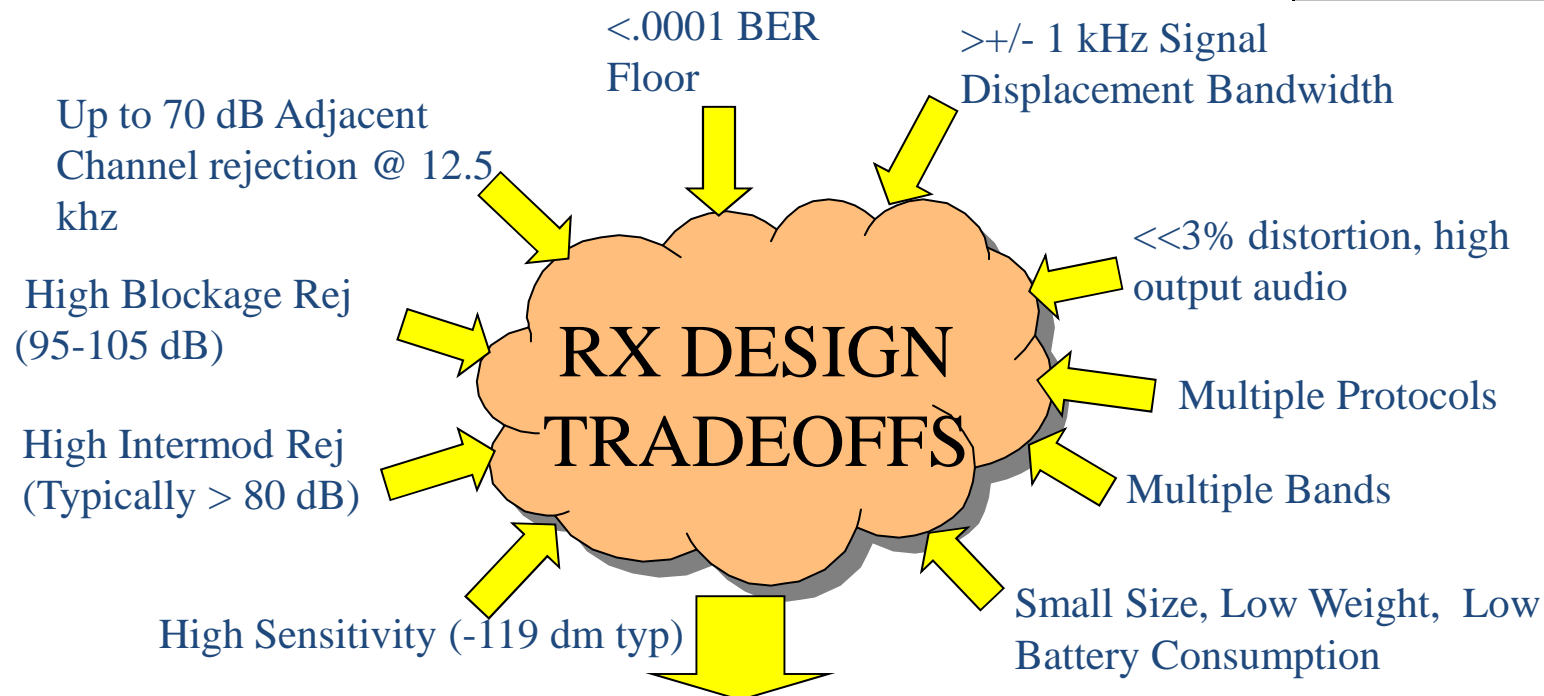 <.0001 BER
Floor
>+/- 1 kHz Signal
Displacement Bandwidth
Up to 70 dB Adjacent
Channel rejection @ 12.5
khz
<<3% distortion, high
output audio
High Blockage Rej
(95-105 dB)
RX DESIGN
TRADEOFFS
Multiple Protocols
High Intermod Rej
(Typically > 80 dB)
Multiple Bands
High Sensitivity (-119 dm typ)
Small Size, Low Weight, Low
Battery Consumption